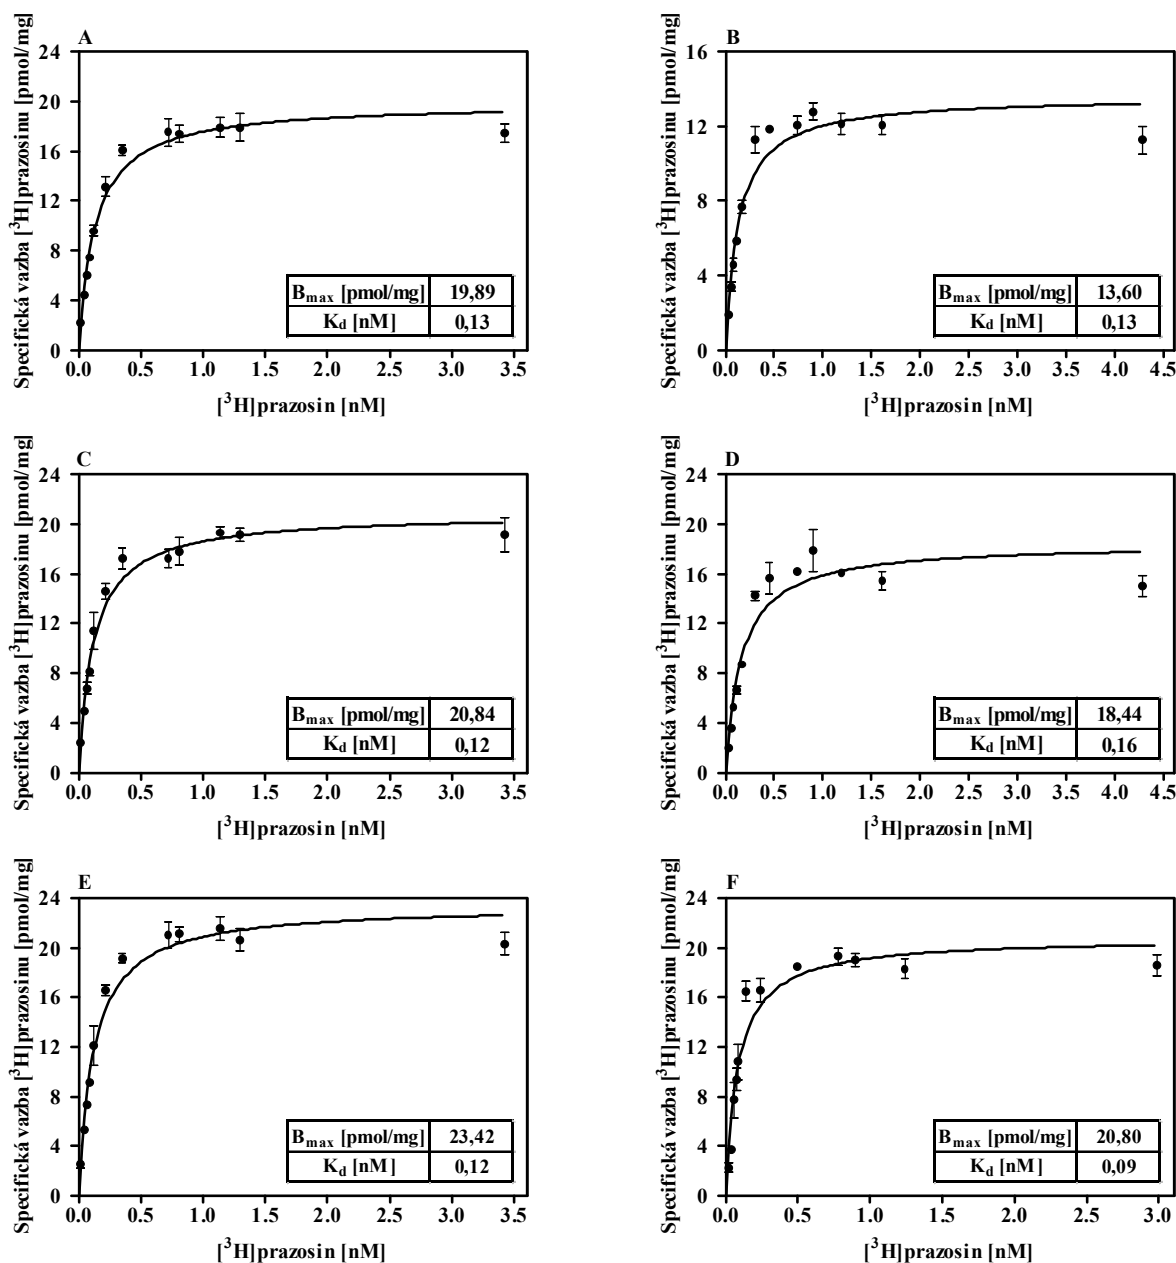 A
Specifická vazba [³H]prazosinu [pmol/mg]
24
20
16
12
8
4
0
Bmax [pmol/mg] 19,89
Kd [nM] 0,13
0.0 0.5 1.0 1.5 2.0 2.5 3.0 3.5
[³H]prazosin [nM]
B
Specifická vazba [³H]prazosinu [pmol/mg]
16
12
8
4
0
Bmax [pmol/mg] 13,60
Kd [nM] 0,13
0.0 0.5 1.0 1.5 2.0 2.5 3.0 3.5 4.0 4.5
[³H]prazosin [nM]
C
Specifická vazba [³H]prazosinu [pmol/mg]
24
20
16
12
8
4
0
Bmax [pmol/mg] 20,84
Kd [nM] 0,12
0.0 0.5 1.0 1.5 2.0 2.5 3.0 3.5
[³H]prazosin [nM]
D
Specifická vazba [³H]prazosinu [pmol/mg]
24
20
16
12
8
4
0
Bmax [pmol/mg] 18,44
Kd [nM] 0,16
0.0 0.5 1.0 1.5 2.0 2.5 3.0 3.5 4.0 4.5
[³H]prazosin [nM]
E
Specifická vazba [³H]prazosinu [pmol/mg]
24
20
16
12
8
4
0
Bmax [pmol/mg] 23,42
Kd [nM] 0,12
0.0 0.5 1.0 1.5 2.0 2.5 3.0 3.5
[³H]prazosin [nM]
F
Specifická vazba [³H]prazosinu [pmol/mg]
24
20
16
12
8
4
0
Bmax [pmol/mg] 20,80
Kd [nM] 0,09
0.0 0.5 1.0 1.5 2.0 2.5 3.0
[³H]prazosin [nM]